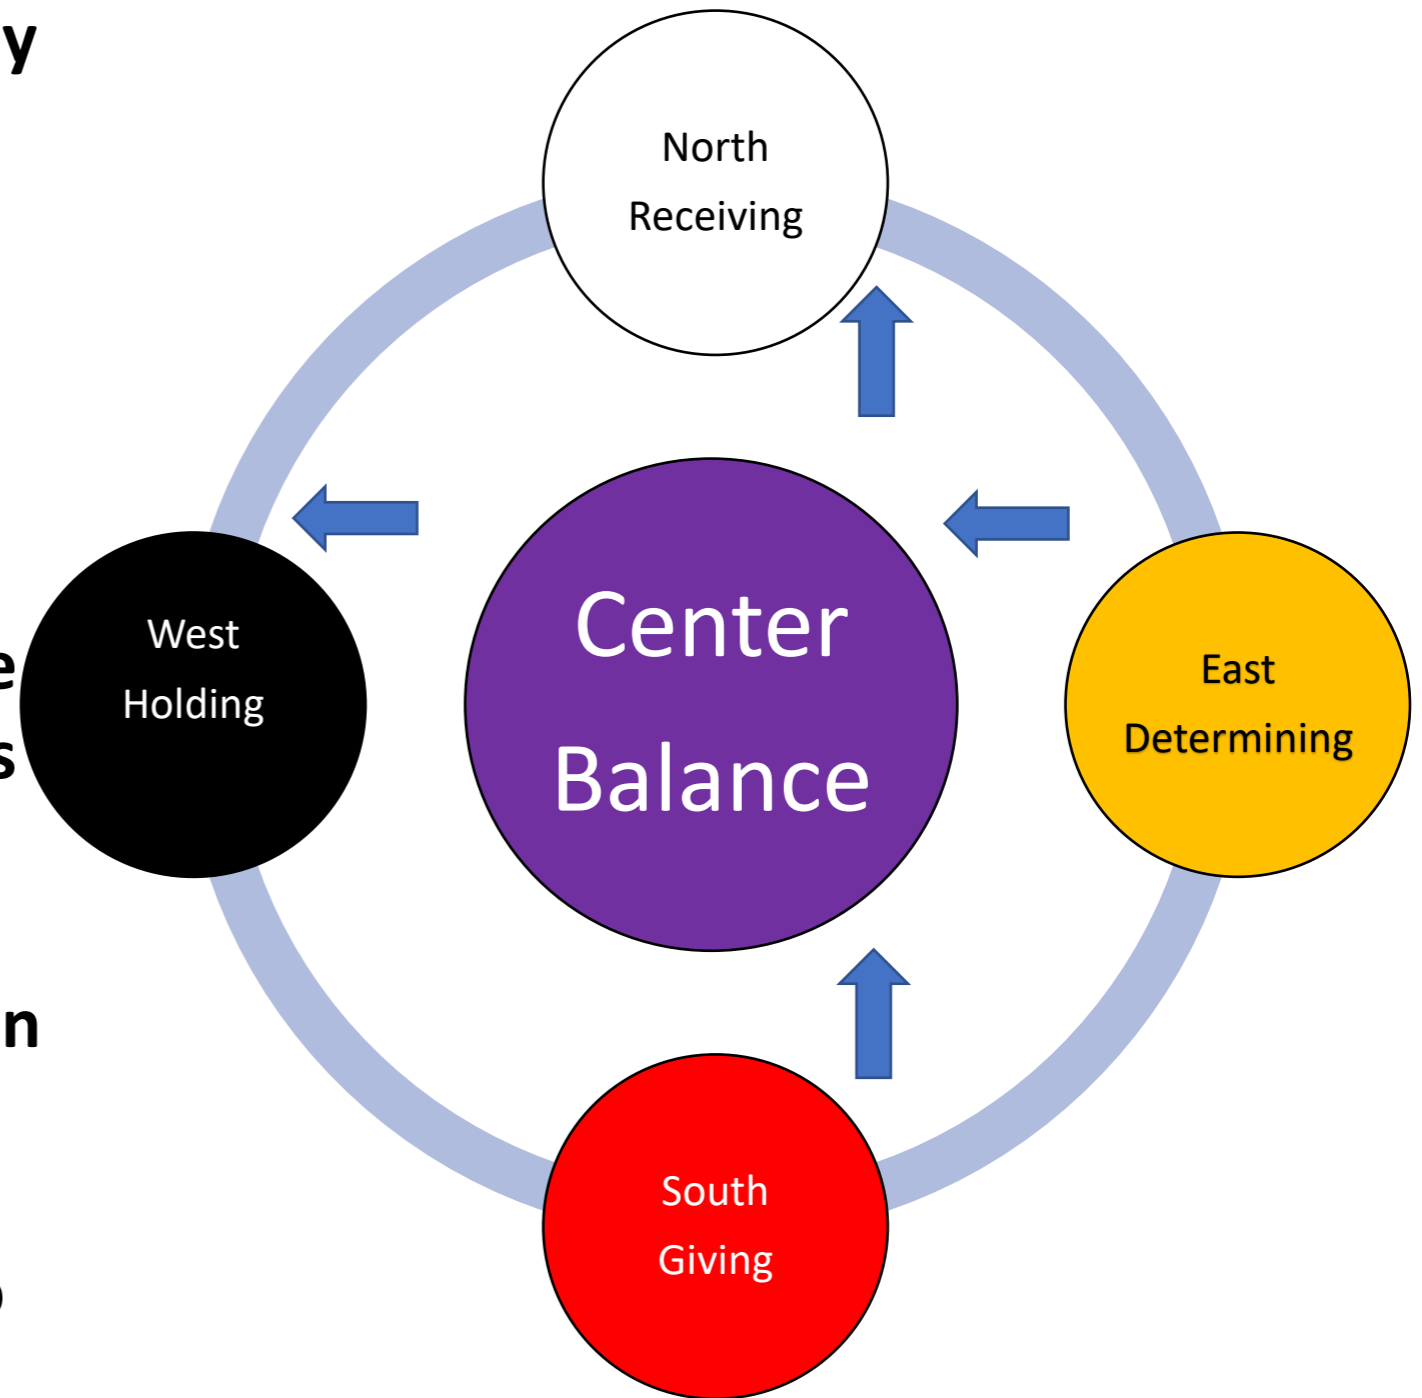 y
North
Receiving
West
Holding
e
s
Center
Balance
East
Determining
n
South
Giving